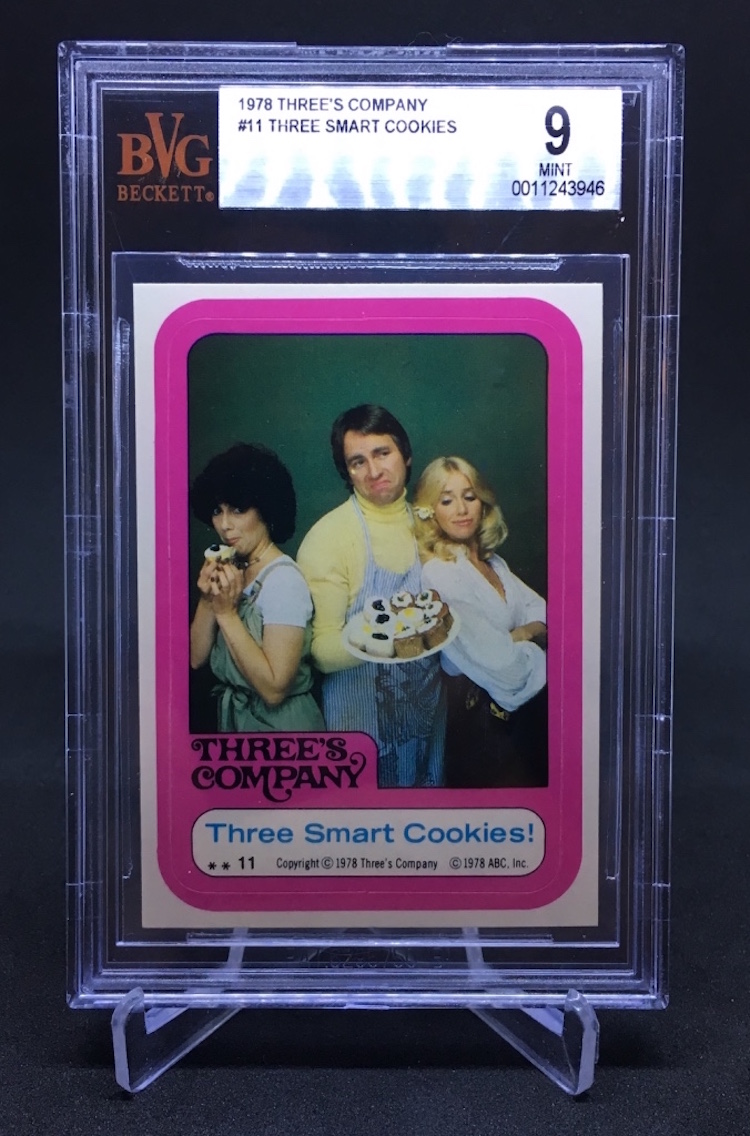 BVG
BECKETT®
1978 THREE'S COMPANY
#11 THREE SMART COOKIES
9
MINT
0011243946
THREE'S
COMPANY
Three Smart Cookies!
** 11 Copyright © 1978 Three's Company © 1978 ABC, Inc.